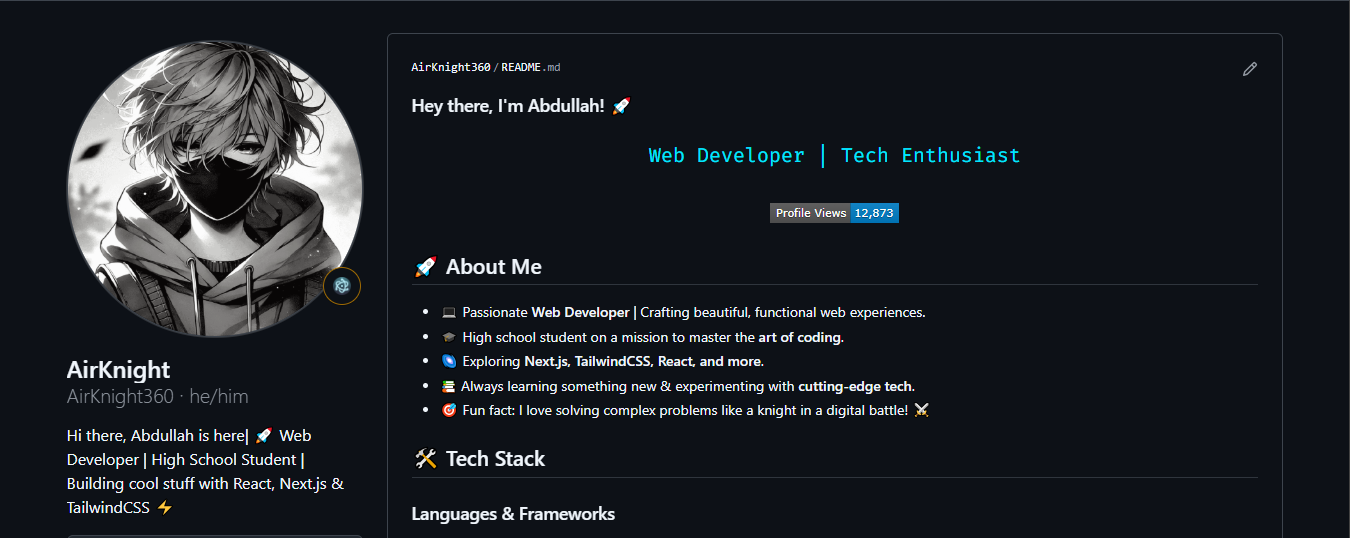 AirKnight360 / README.md
Hey there, I'm Abdullah! 🚀
Web Developer | Tech Enthusiast
Profile Views 12,873
🚀 About Me
💻 Passionate Web Developer | Crafting beautiful, functional web experiences.
🎓 High school student on a mission to master the art of coding.
🌌 Exploring Next.js, TailwindCSS, React, and more.
📚 Always learning something new & experimenting with cutting-edge tech.
🎯 Fun fact: I love solving complex problems like a knight in a digital battle! ⚔️
🛠️ Tech Stack
Languages & Frameworks
AirKnight
AirKnight360 · he/him
Hi there, Abdullah is here| 🚀 Web
Developer | High School Student |
Building cool stuff with React, Next.js &
TailwindCSS ⚡